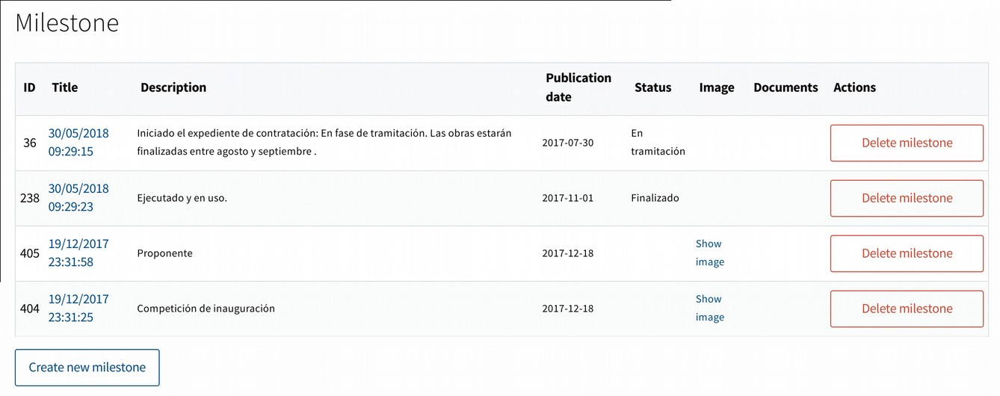 Milestone
ID Title Description Publication date Status Image Documents Actions
36 30/05/2018 09:29:15 Iniciado el expediente de contratación: En fase de tramitación. Las obras estarán finalizadas entre agosto y septiembre . 2017-07-30 En tramitación Delete milestone
238 30/05/2018 09:29:23 Ejecutado y en uso. 2017-11-01 Finalizado Delete milestone
405 19/12/2017 23:31:58 Proponente 2017-12-18 Show image Delete milestone
404 19/12/2017 23:31:25 Competición de inauguración 2017-12-18 Show image Delete milestone
Create new milestone